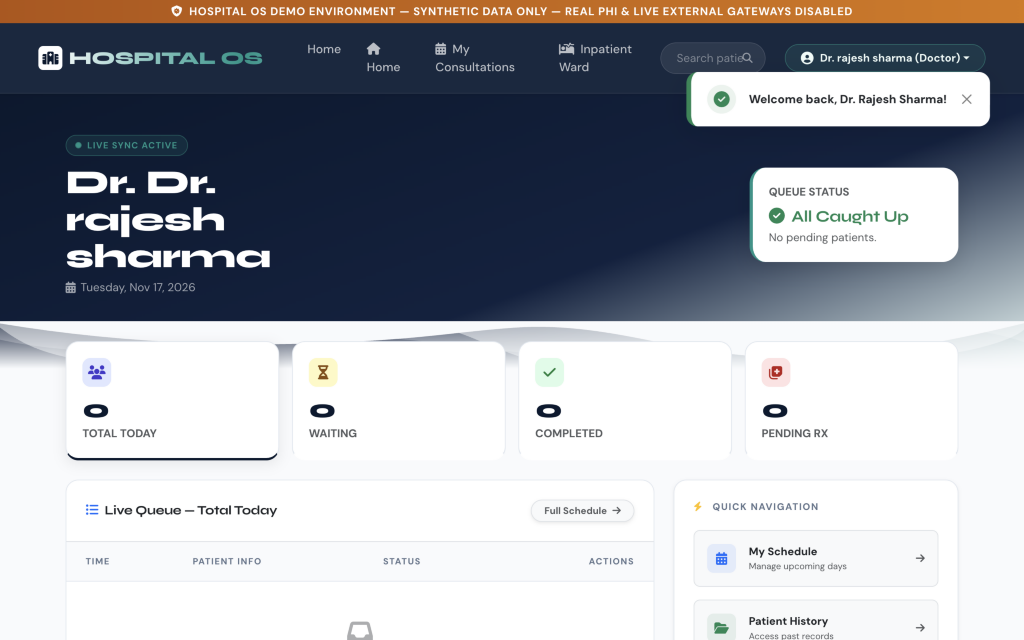 HOSPITAL OS DEMO ENVIRONMENT — SYNTHETIC DATA ONLY — REAL PHI & LIVE EXTERNAL GATEWAYS DISABLED
HOSPITAL OS
Home
Home
My Consultations
Inpatient Ward
Search patie
Dr. rajesh sharma (Doctor)
Welcome back, Dr. Rajesh Sharma!
LIVE SYNC ACTIVE
Dr. Dr.
rajesh
sharma
Tuesday, Nov 17, 2026
QUEUE STATUS
All Caught Up
No pending patients.
0
TOTAL TODAY
0
WAITING
0
COMPLETED
0
PENDING RX
Live Queue — Total Today
Full Schedule
TIME PATIENT INFO STATUS ACTIONS
QUICK NAVIGATION
My Schedule
Manage upcoming days
Patient History
Access past records